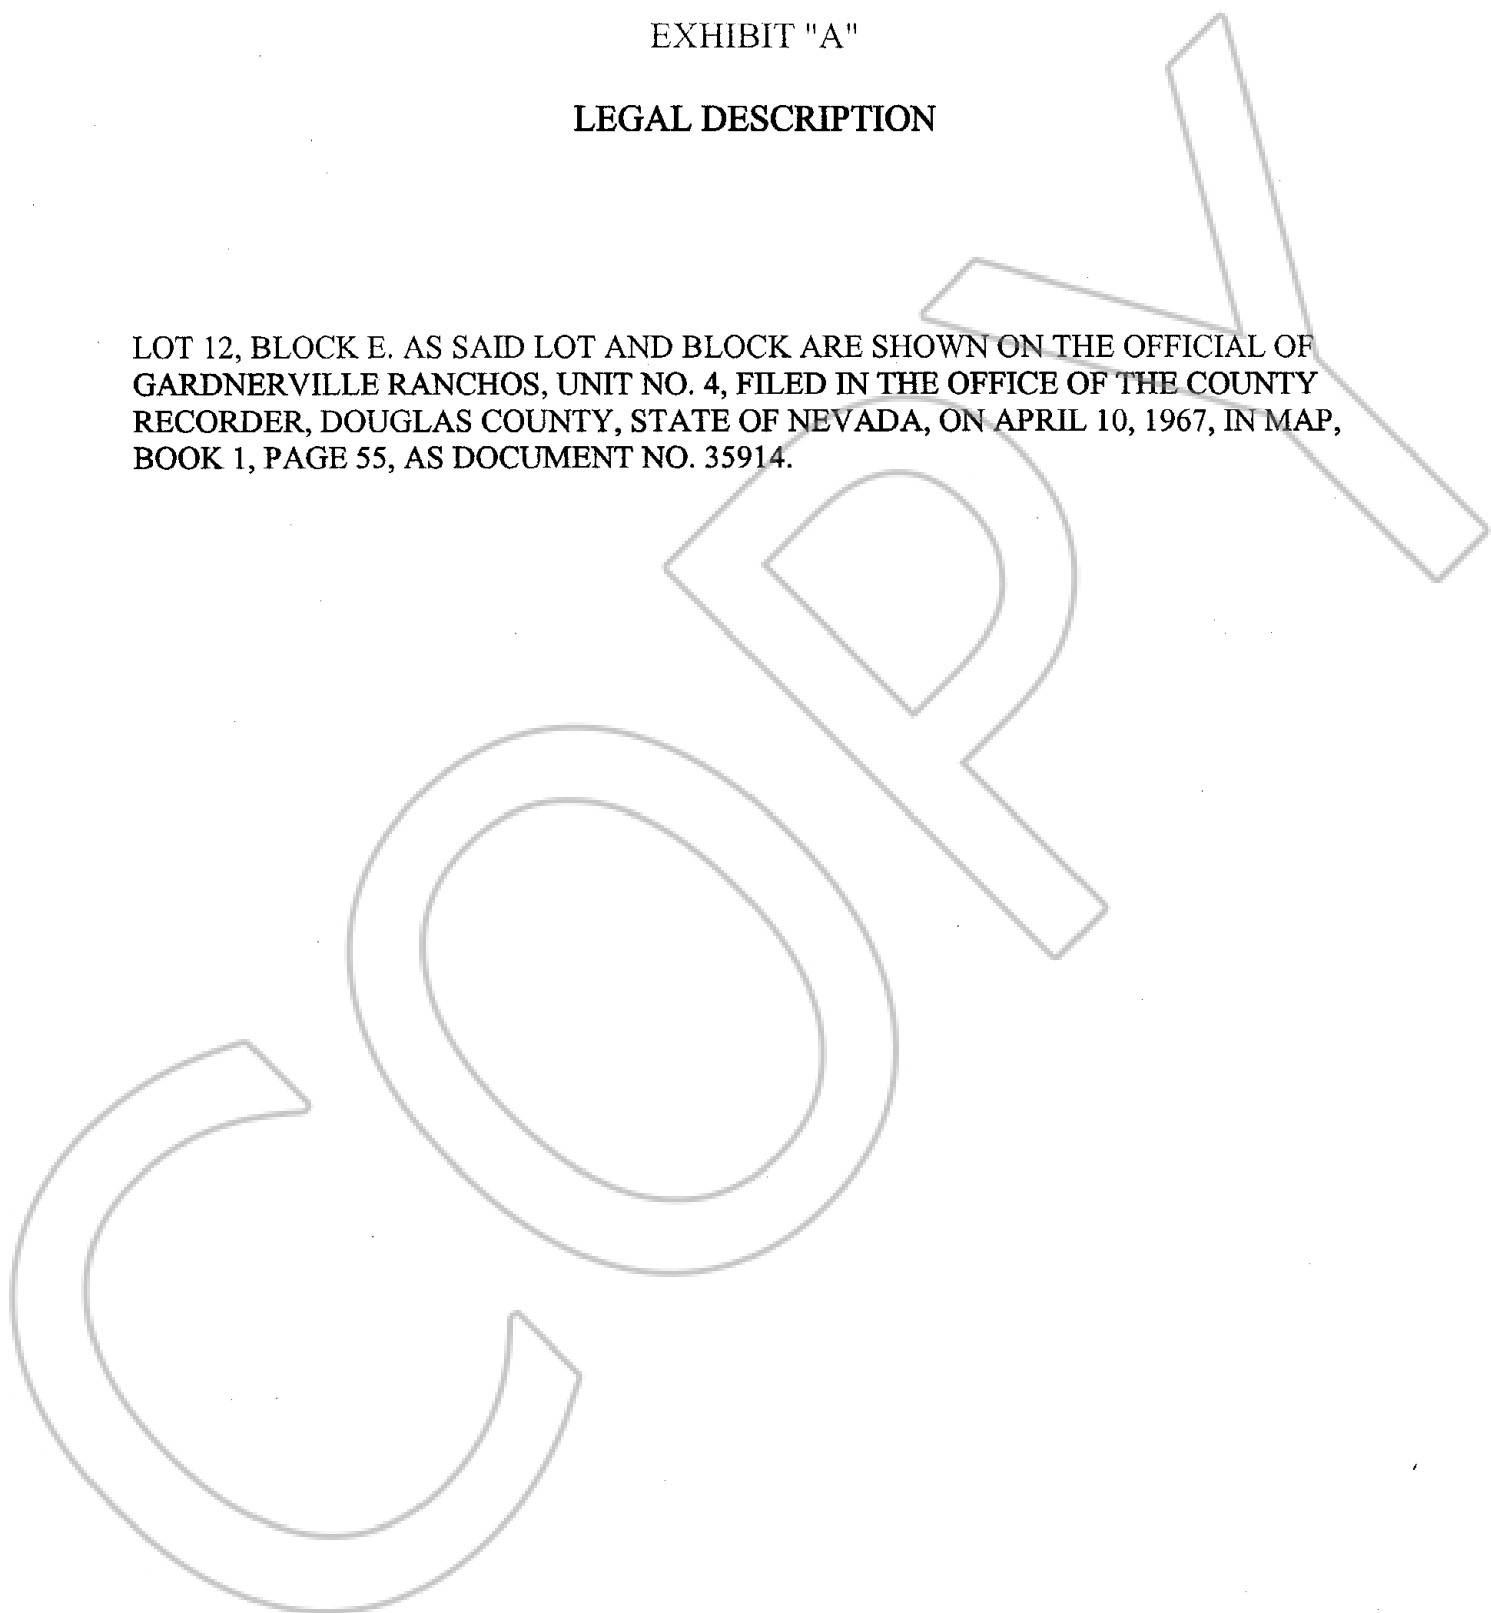 EXHIBIT "A"
LEGAL DESCRIPTION
LOT 12, BLOCK E. AS SAID LOT AND BLOCK ARE SHOWN ON THE OFFICIAL OF
GARDNERVILLE RANCHOS, UNIT NO. 4, FILED IN THE OFFICE OF THE COUNTY
RECORDER, DOUGLAS COUNTY, STATE OF NEVADA, ON APRIL 10, 1967, IN MAP,
BOOK 1, PAGE 55, AS DOCUMENT NO. 35914.
COPY